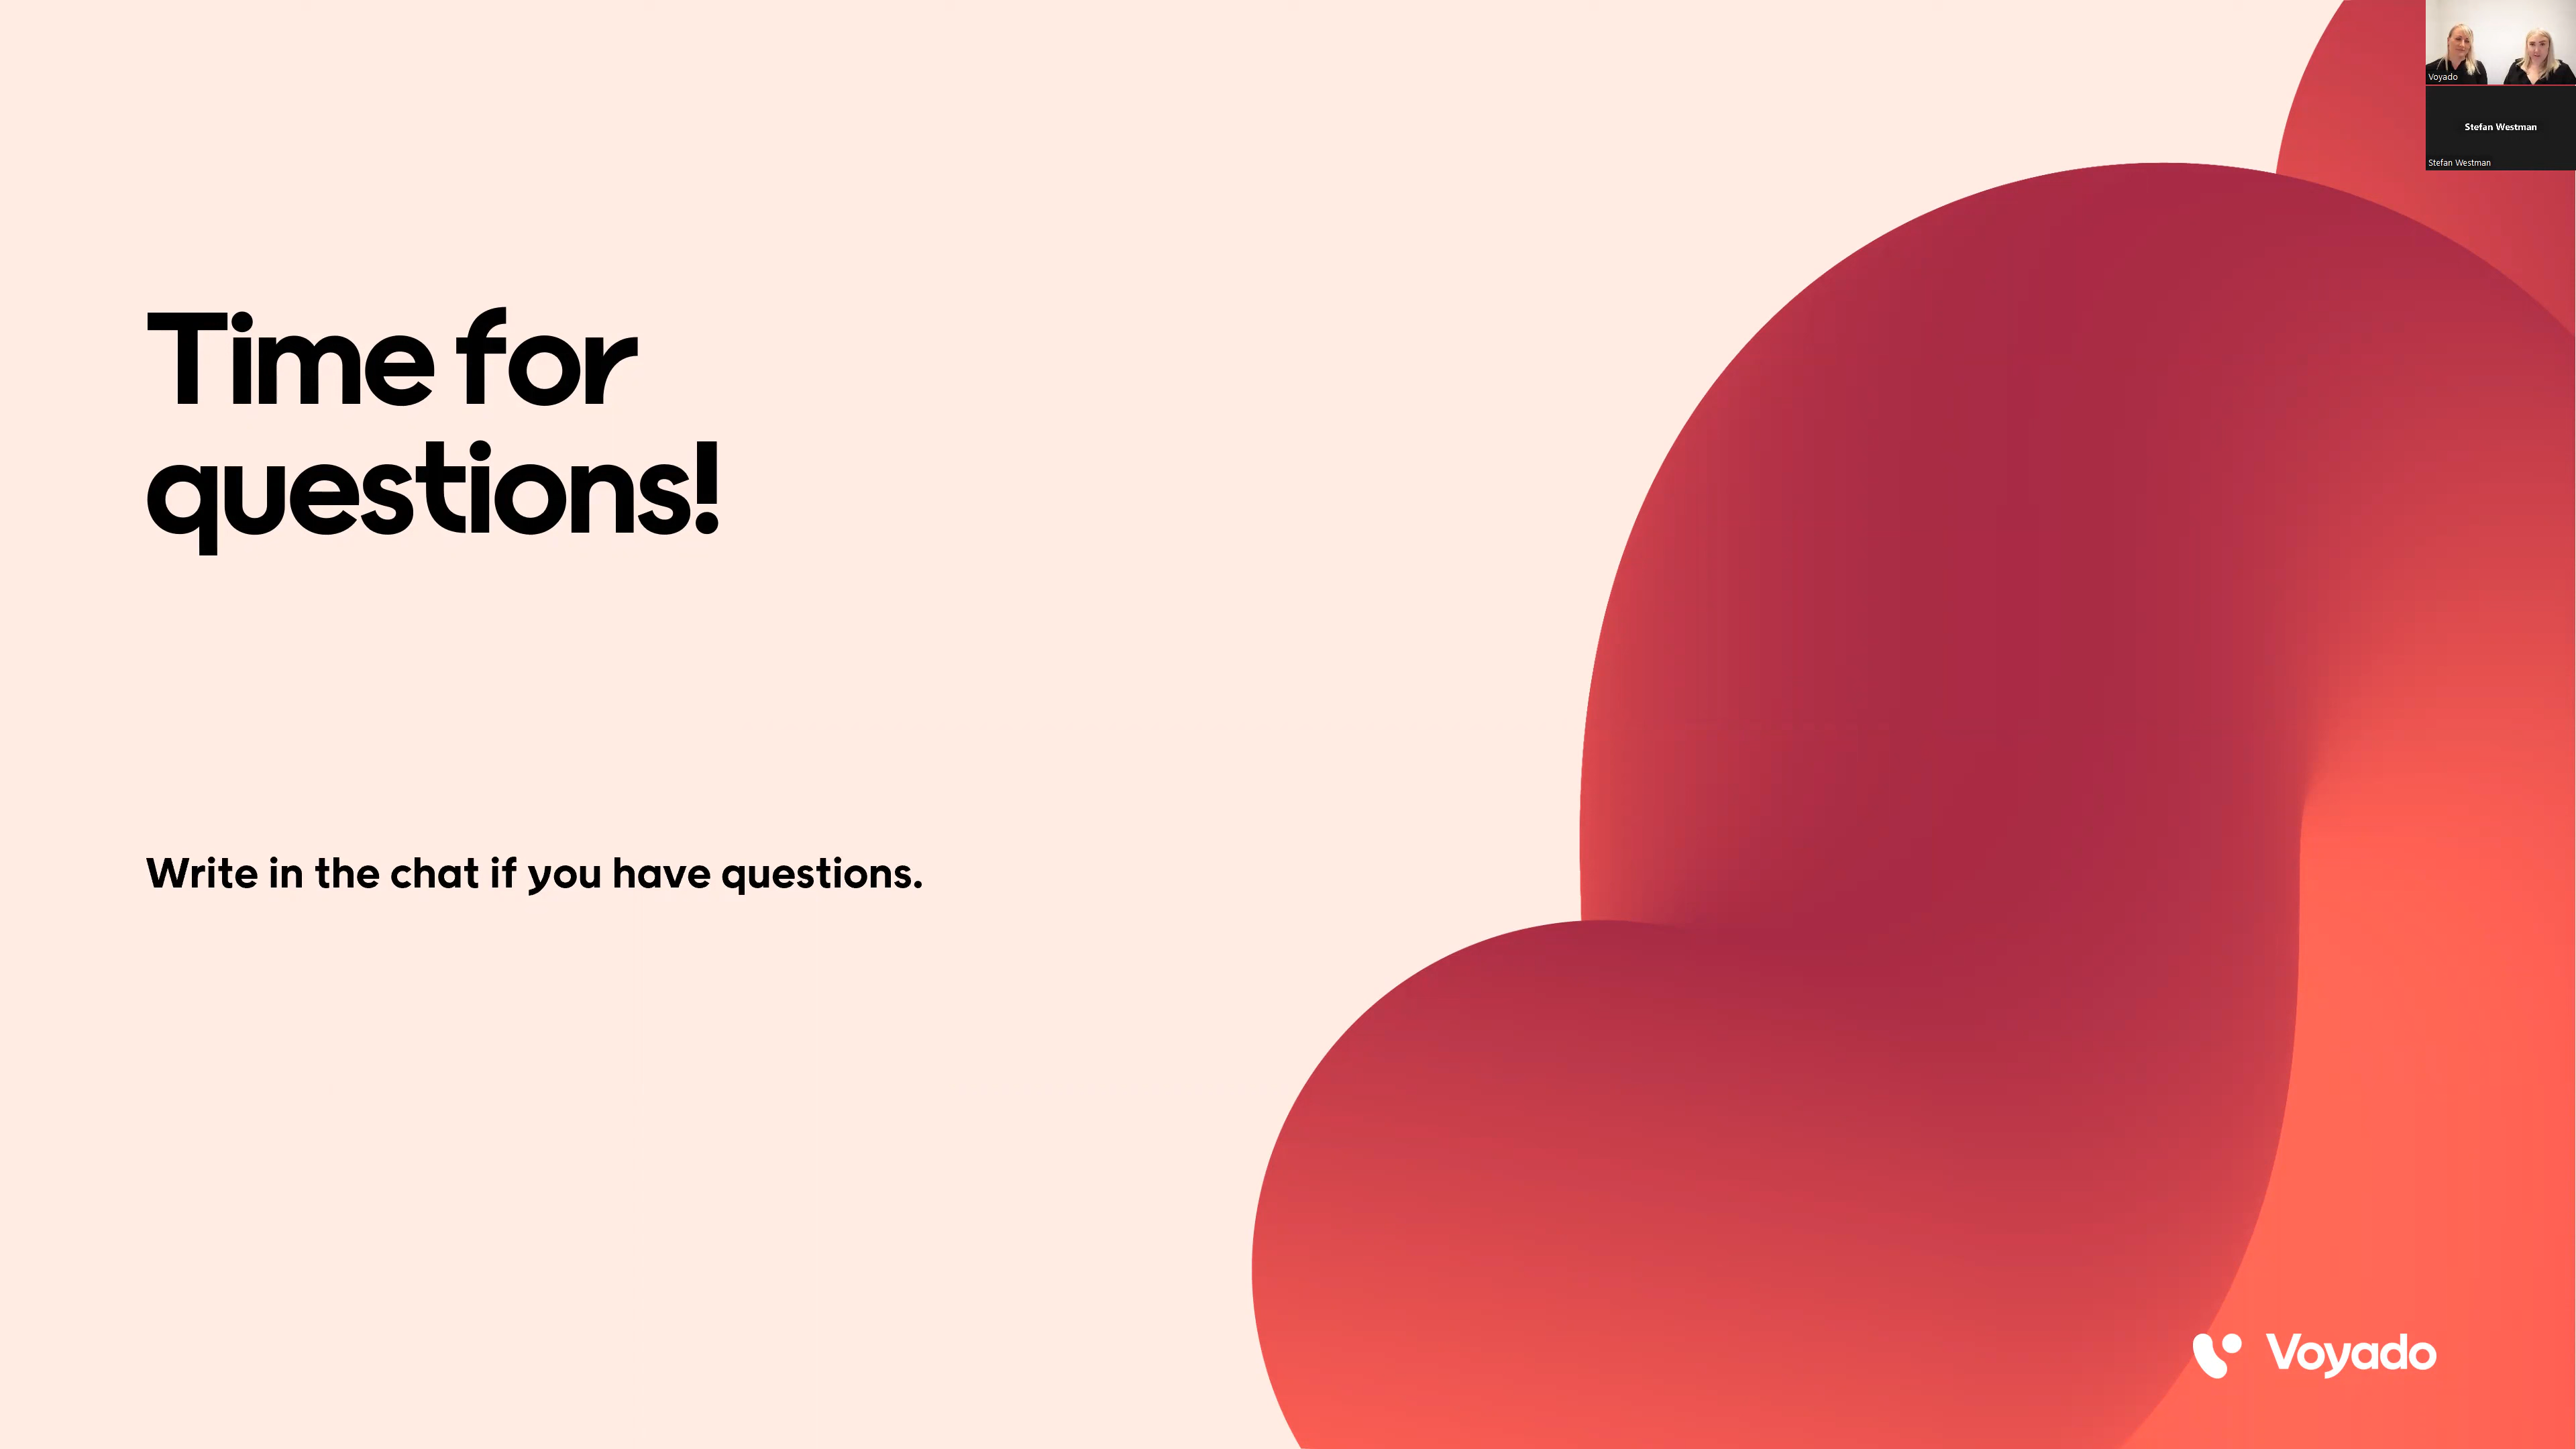 Voyado
Stefan Westman
Stefan Westman
Time for
questions!
Write in the chat if you have questions.
Voyado